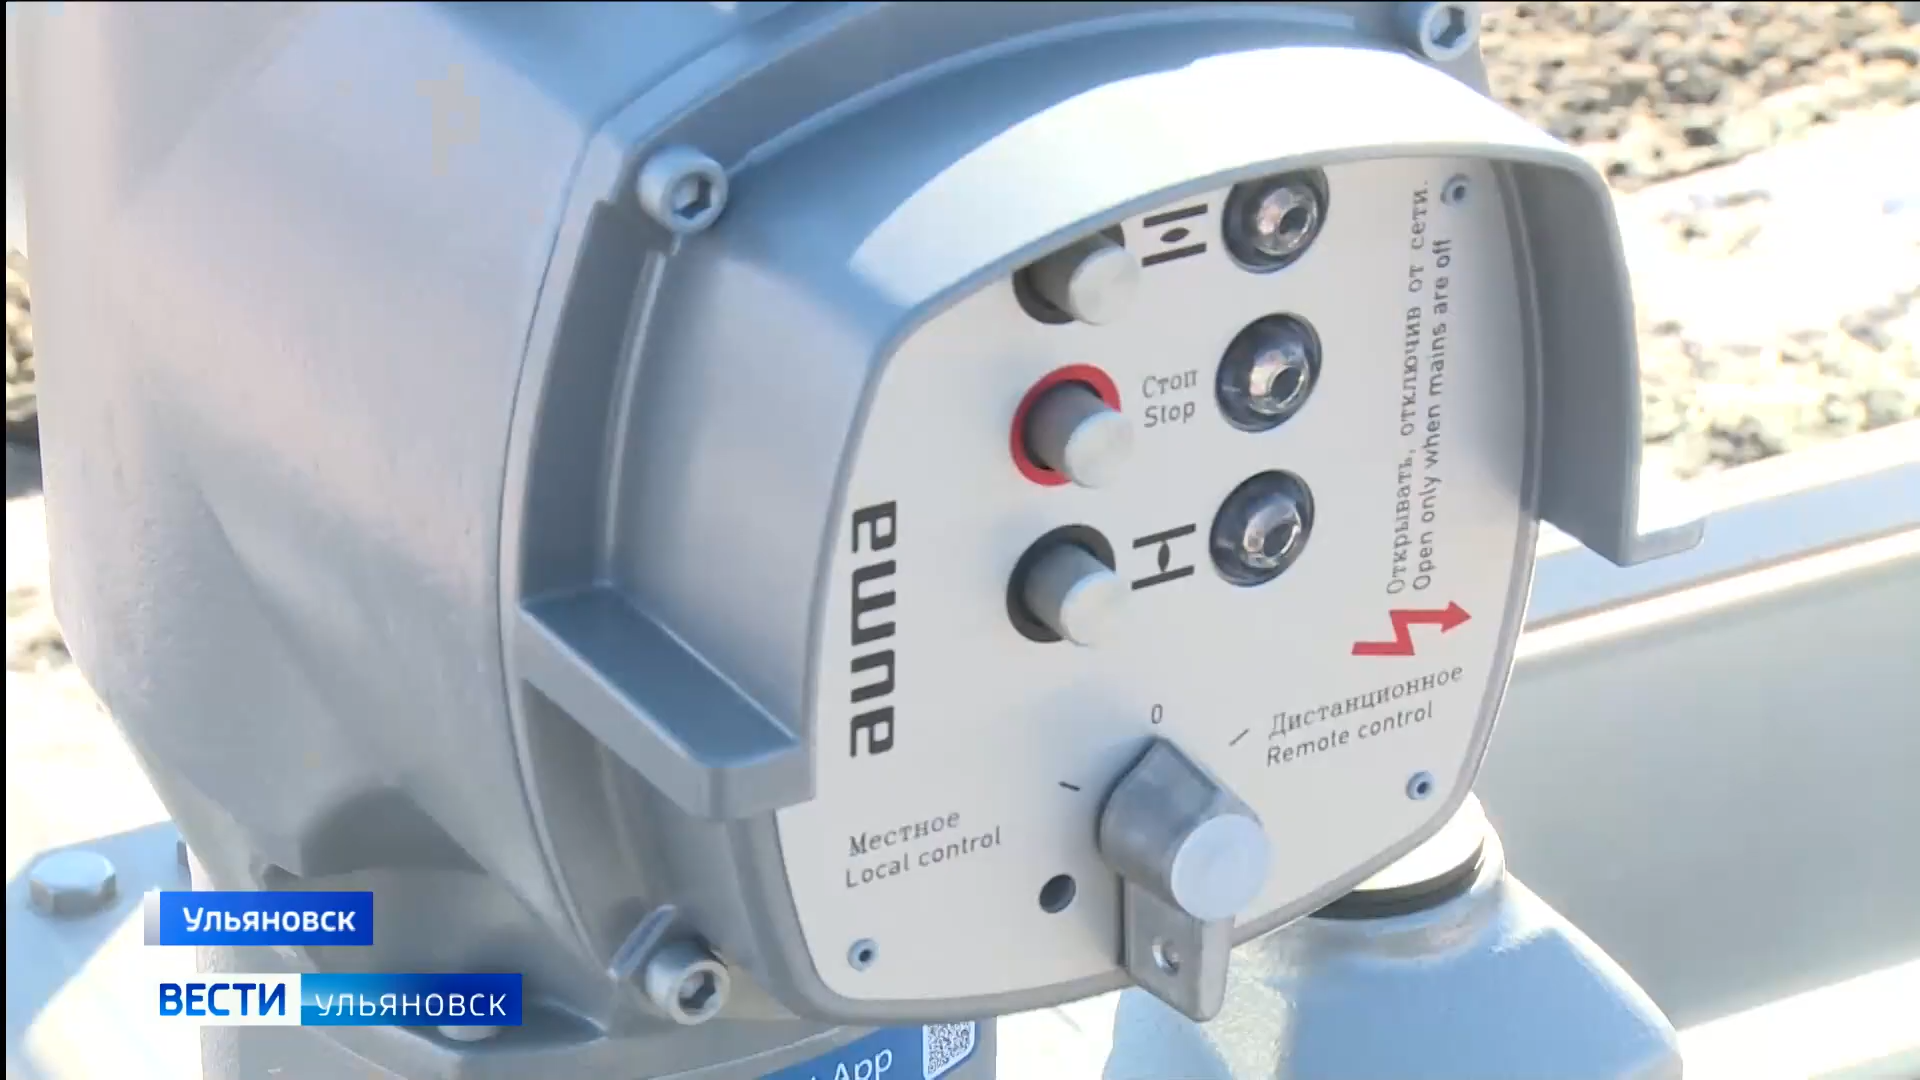 Стоп
Stop
Открывать, отключив от сети.
Open only when mains are off
auma
0
Дистанционное
Remote control
Местное
Local control
Ульяновск
ВЕСТИ УЛЬЯНОВСК
App